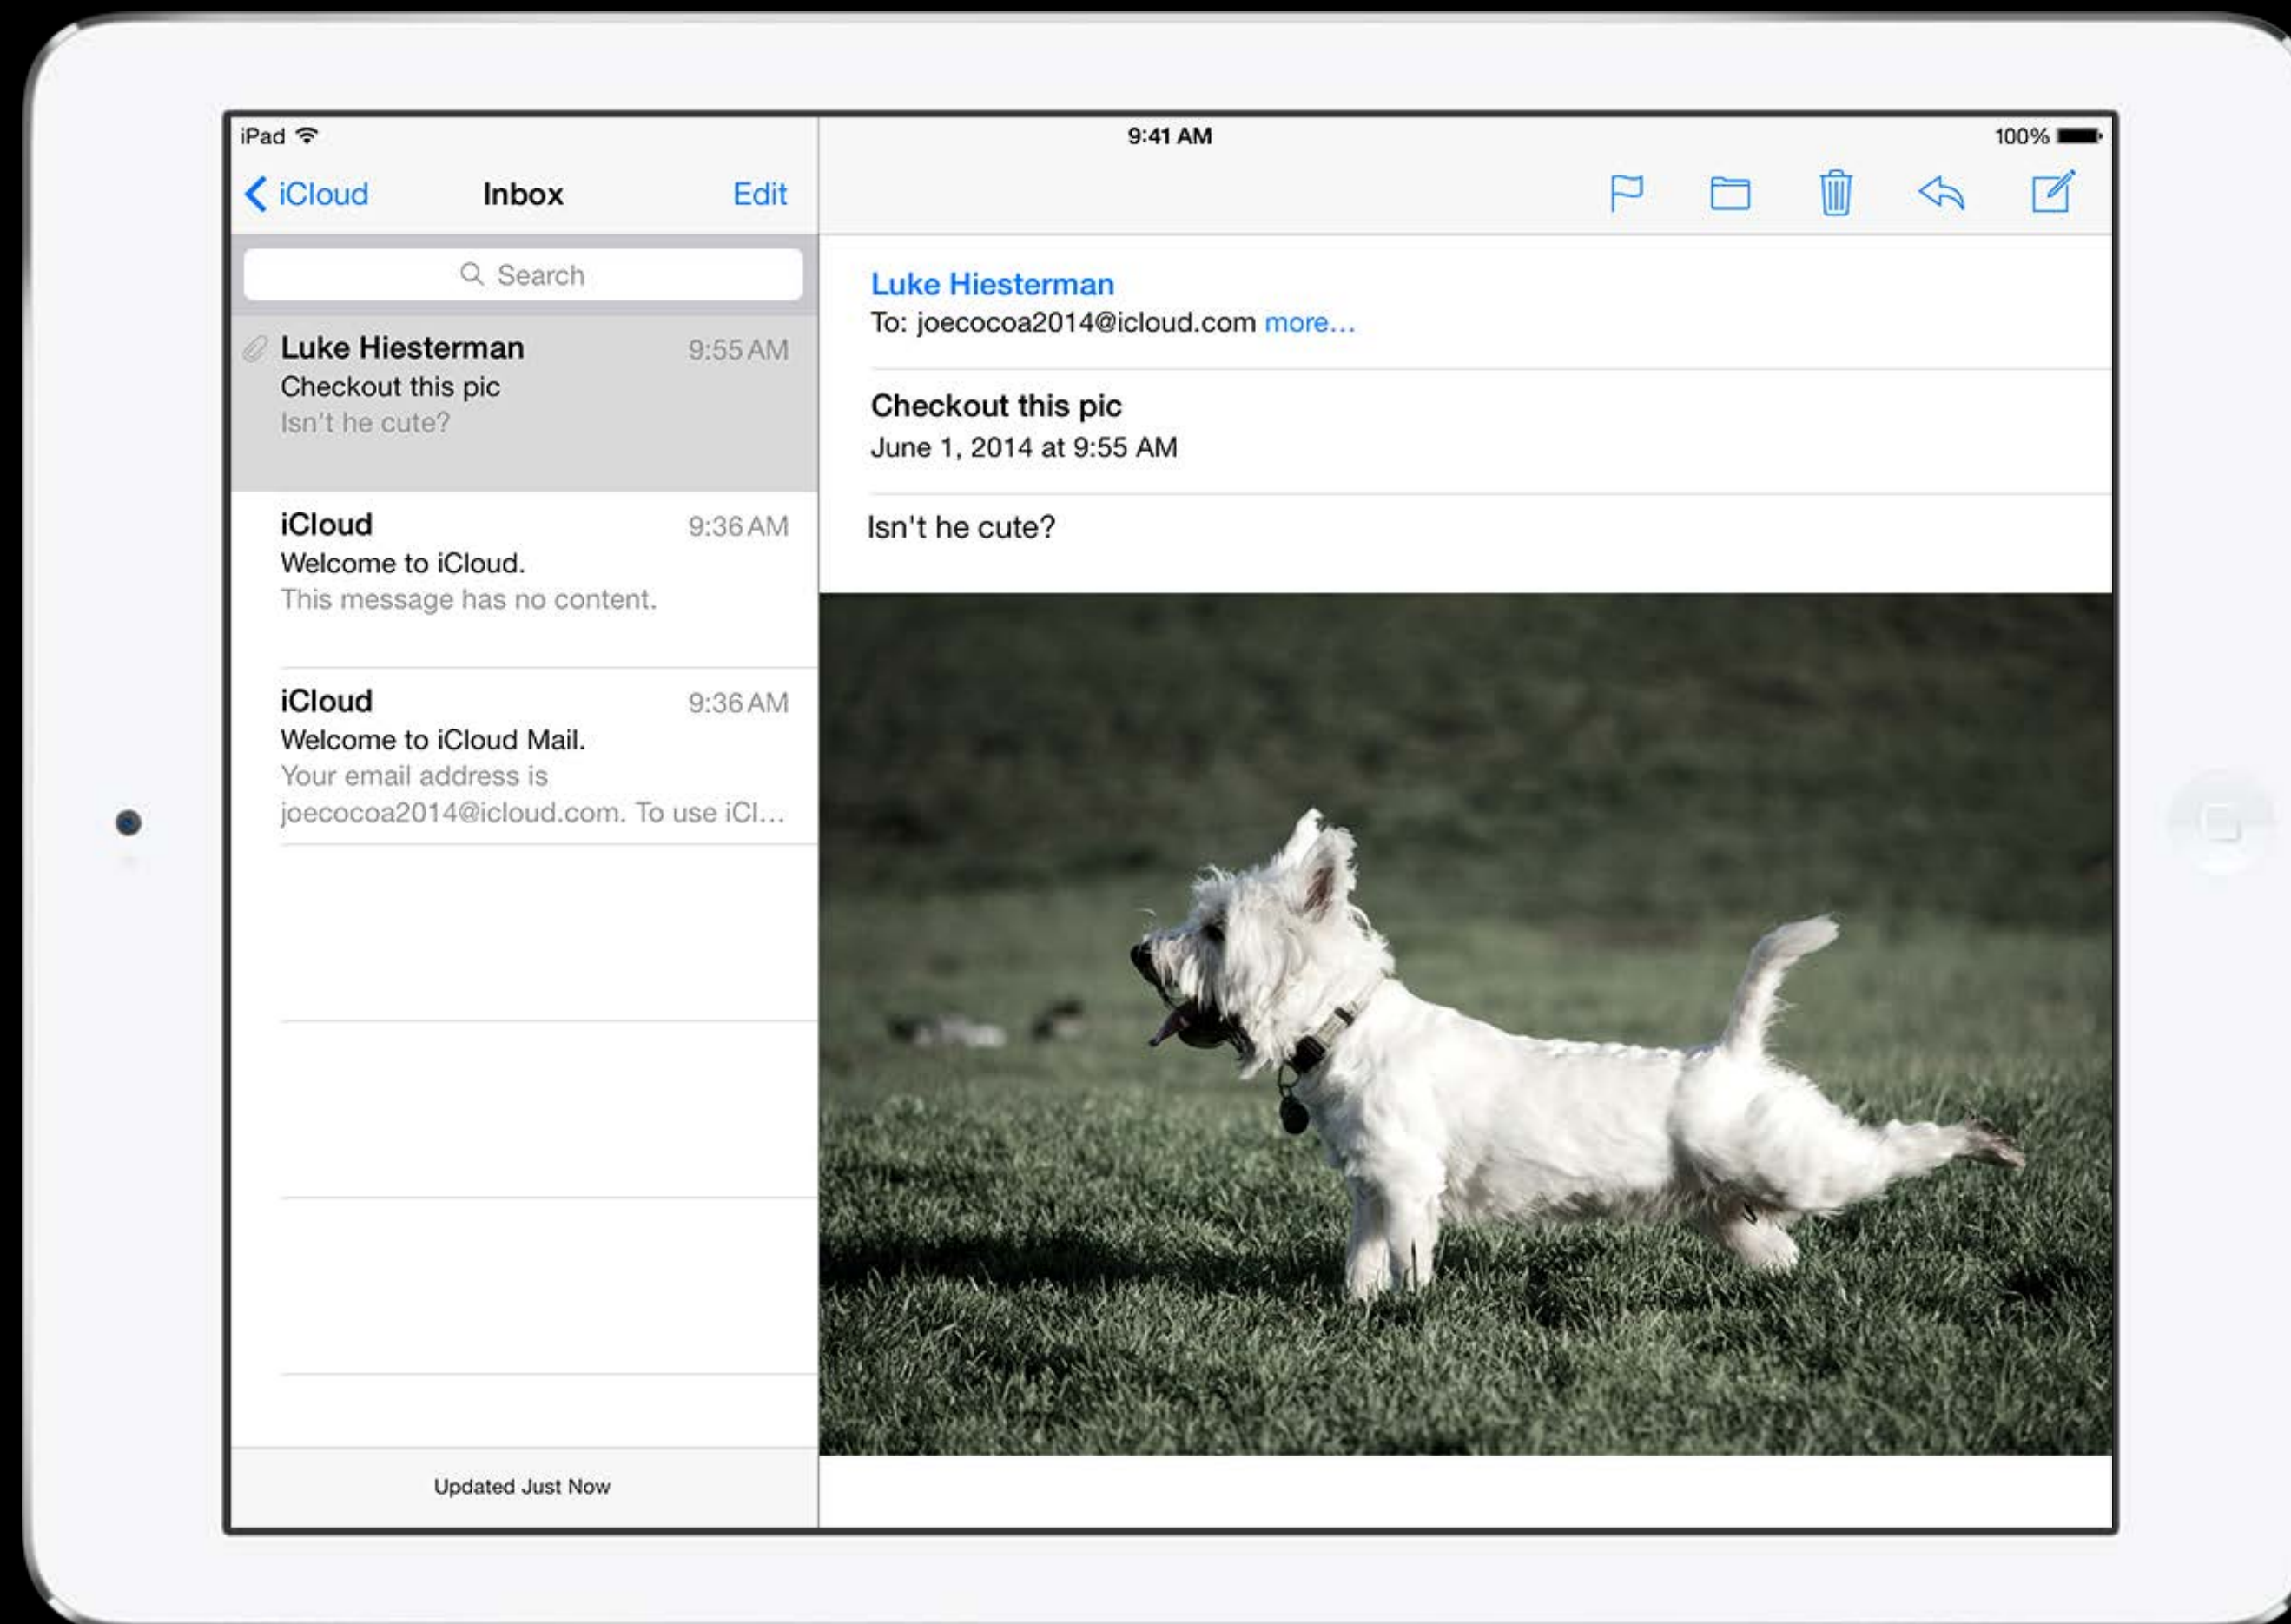 iPad
9:41 AM
100%
iCloud
Inbox
Edit
Search
Luke Hiesterman
9:55 AM
Checkout this pic
Isn't he cute?
iCloud
9:36 AM
Welcome to iCloud.
This message has no content.
iCloud
9:36 AM
Welcome to iCloud Mail.
Your email address is
joecocoa2014@icloud.com. To use iCl...
Updated Just Now
Luke Hiesterman
To: joecocoa2014@icloud.com more...
Checkout this pic
June 1, 2014 at 9:55 AM
Isn't he cute?